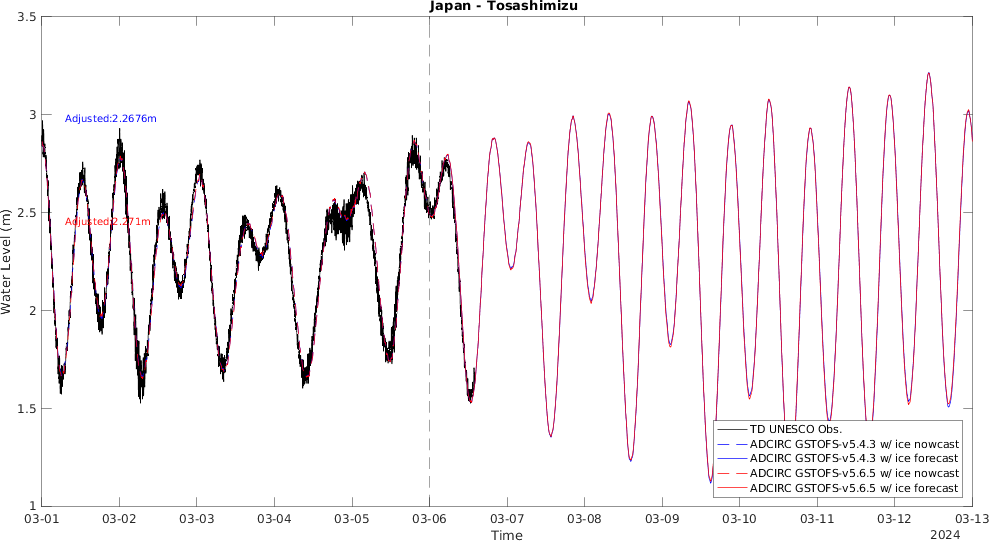 Japan - Tosashimizu
3.5
3
2.5
2
1.5
1
Water Level (m)
Adjusted:2.2676m
Adjusted:2.271m
TD UNESCO Obs.
ADCIRC GSTOFS-v5.4.3 w/ ice nowcast
ADCIRC GSTOFS-v5.4.3 w/ ice forecast
ADCIRC GSTOFS-v5.6.5 w/ ice nowcast
ADCIRC GSTOFS-v5.6.5 w/ ice forecast
03-01 03-02 03-03 03-04 03-05 03-06 03-07 03-08 03-09 03-10 03-11 03-12 03-13
Time
2024